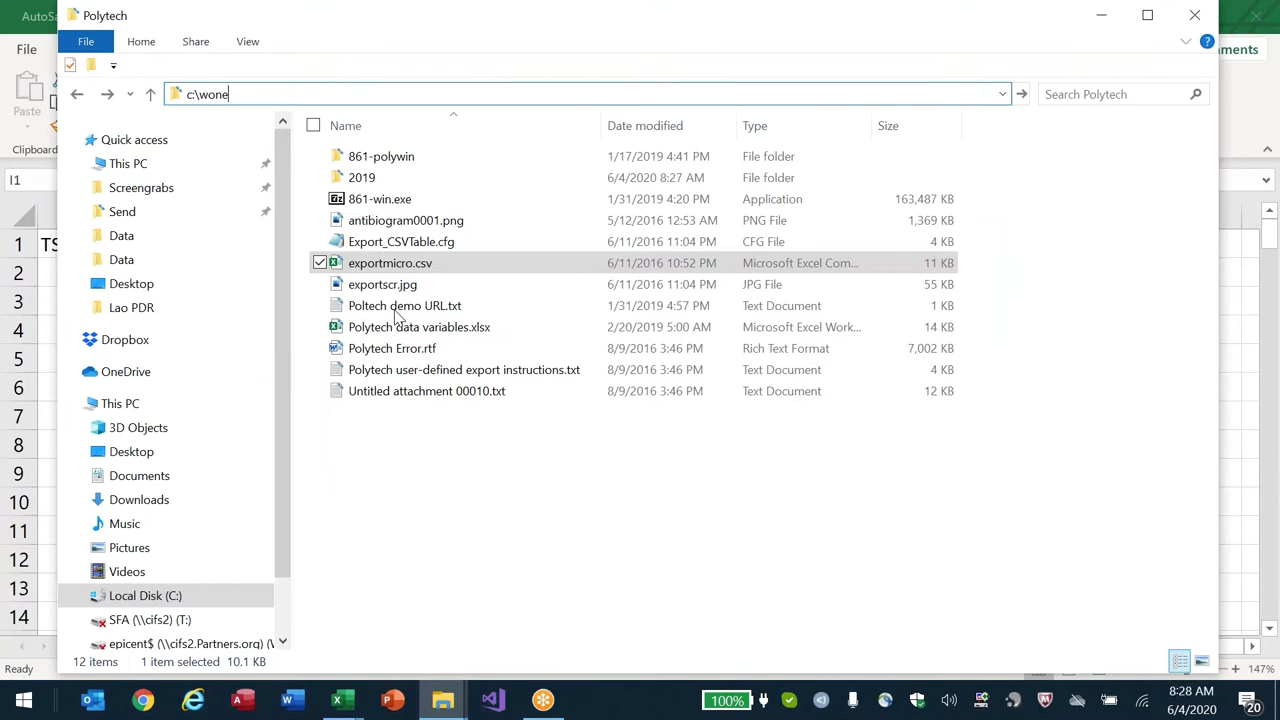 AutoSa
Polytech
File
File Home Share View
?
mments
c:\wone
Search Polytech
Paste
Clipboard
Name Date modified Type Size
Quick access
This PC
Screengrabs
Send
Data
Data
Desktop
Lao PDR
Dropbox
OneDrive
This PC
3D Objects
Desktop
Documents
Downloads
Music
Pictures
Videos
Local Disk (C:)
SFA (\\cifs2) (T:)
epicent$ (\\cifs2.Partners.org) (V
861-polywin 1/17/2019 4:41 PM File folder
2019 6/4/2020 8:27 AM File folder
861-win.exe 1/31/2019 4:20 PM Application 163,487 KB
antibiogram0001.png 5/12/2016 12:53 AM PNG File 1,369 KB
Export_CSVTable.cfg 6/11/2016 11:04 PM CFG File 4 KB
exportmicro.csv 6/11/2016 10:52 PM Microsoft Excel Com... 11 KB
exportscr.jpg 6/11/2016 11:04 PM JPG File 55 KB
Poltech demo URL.txt 1/31/2019 4:57 PM Text Document 1 KB
Polytech data variables.xlsx 2/20/2019 5:00 AM Microsoft Excel Work... 14 KB
Polytech Error.rtf 8/9/2016 3:46 PM Rich Text Format 7,002 KB
Polytech user-defined export instructions.txt 8/9/2016 3:46 PM Text Document 4 KB
Untitled attachment 00010.txt 8/9/2016 3:46 PM Text Document 12 KB
I1
1 TS
2
3
4
5
6
7
8
9
10
11
12
13
14
12 items 1 item selected 10.1 KB
Ready
147%
100%
8:28 AM
6/4/2020
20